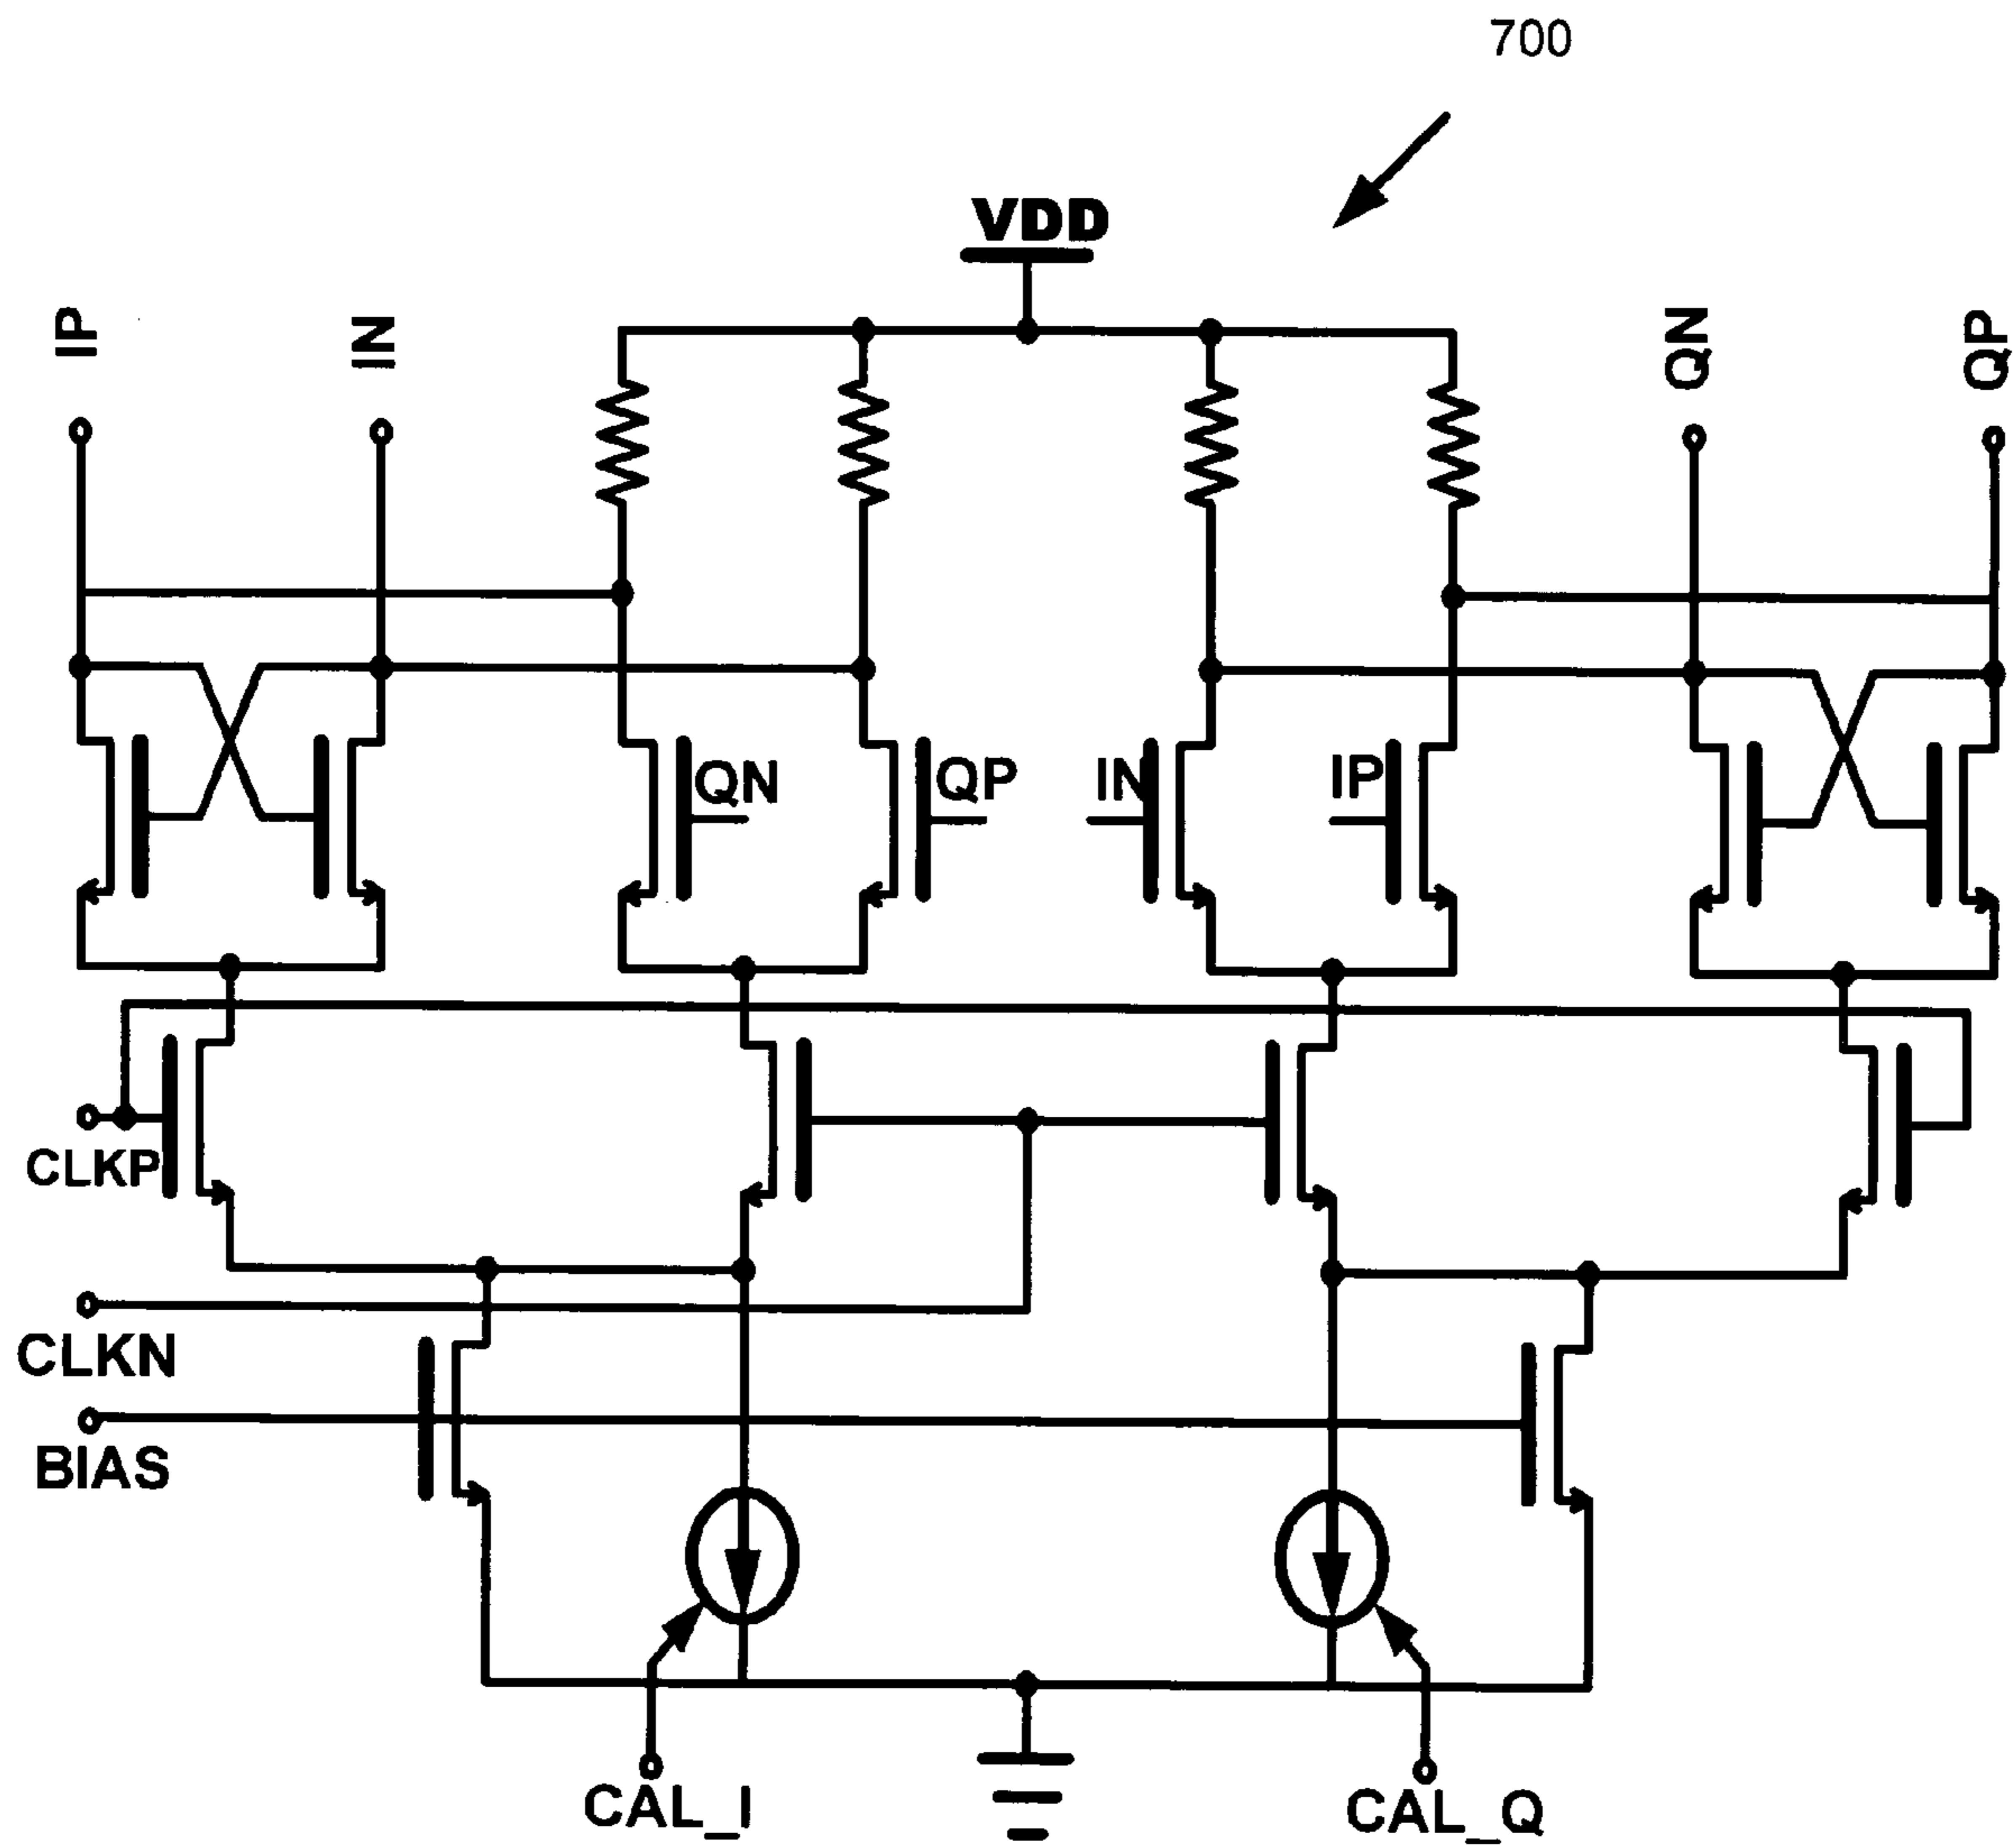 700
VDD
IP
IN
QN
QP
QN
QP
IN
IP
CLKP
CLKN
BIAS
CAL_I
CAL_Q